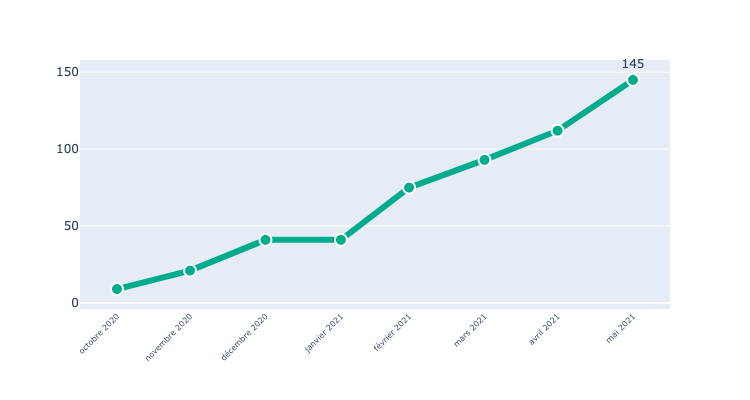 145
150
100
50
0
octobre 2020
novembre 2020
décembre 2020
janvier 2021
février 2021
mars 2021
avril 2021
mai 2021